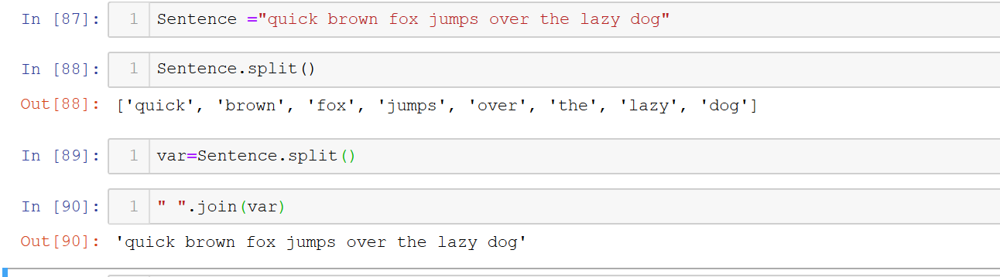 In [87]: 1 Sentence ="quick brown fox jumps over the lazy dog"
In [88]: 1 Sentence.split()
Out[88]: ['quick', 'brown', 'fox', 'jumps', 'over', 'the', 'lazy', 'dog']
In [89]: 1 var=Sentence.split()
In [90]: 1 " ".join(var)
Out[90]: 'quick brown fox jumps over the lazy dog'